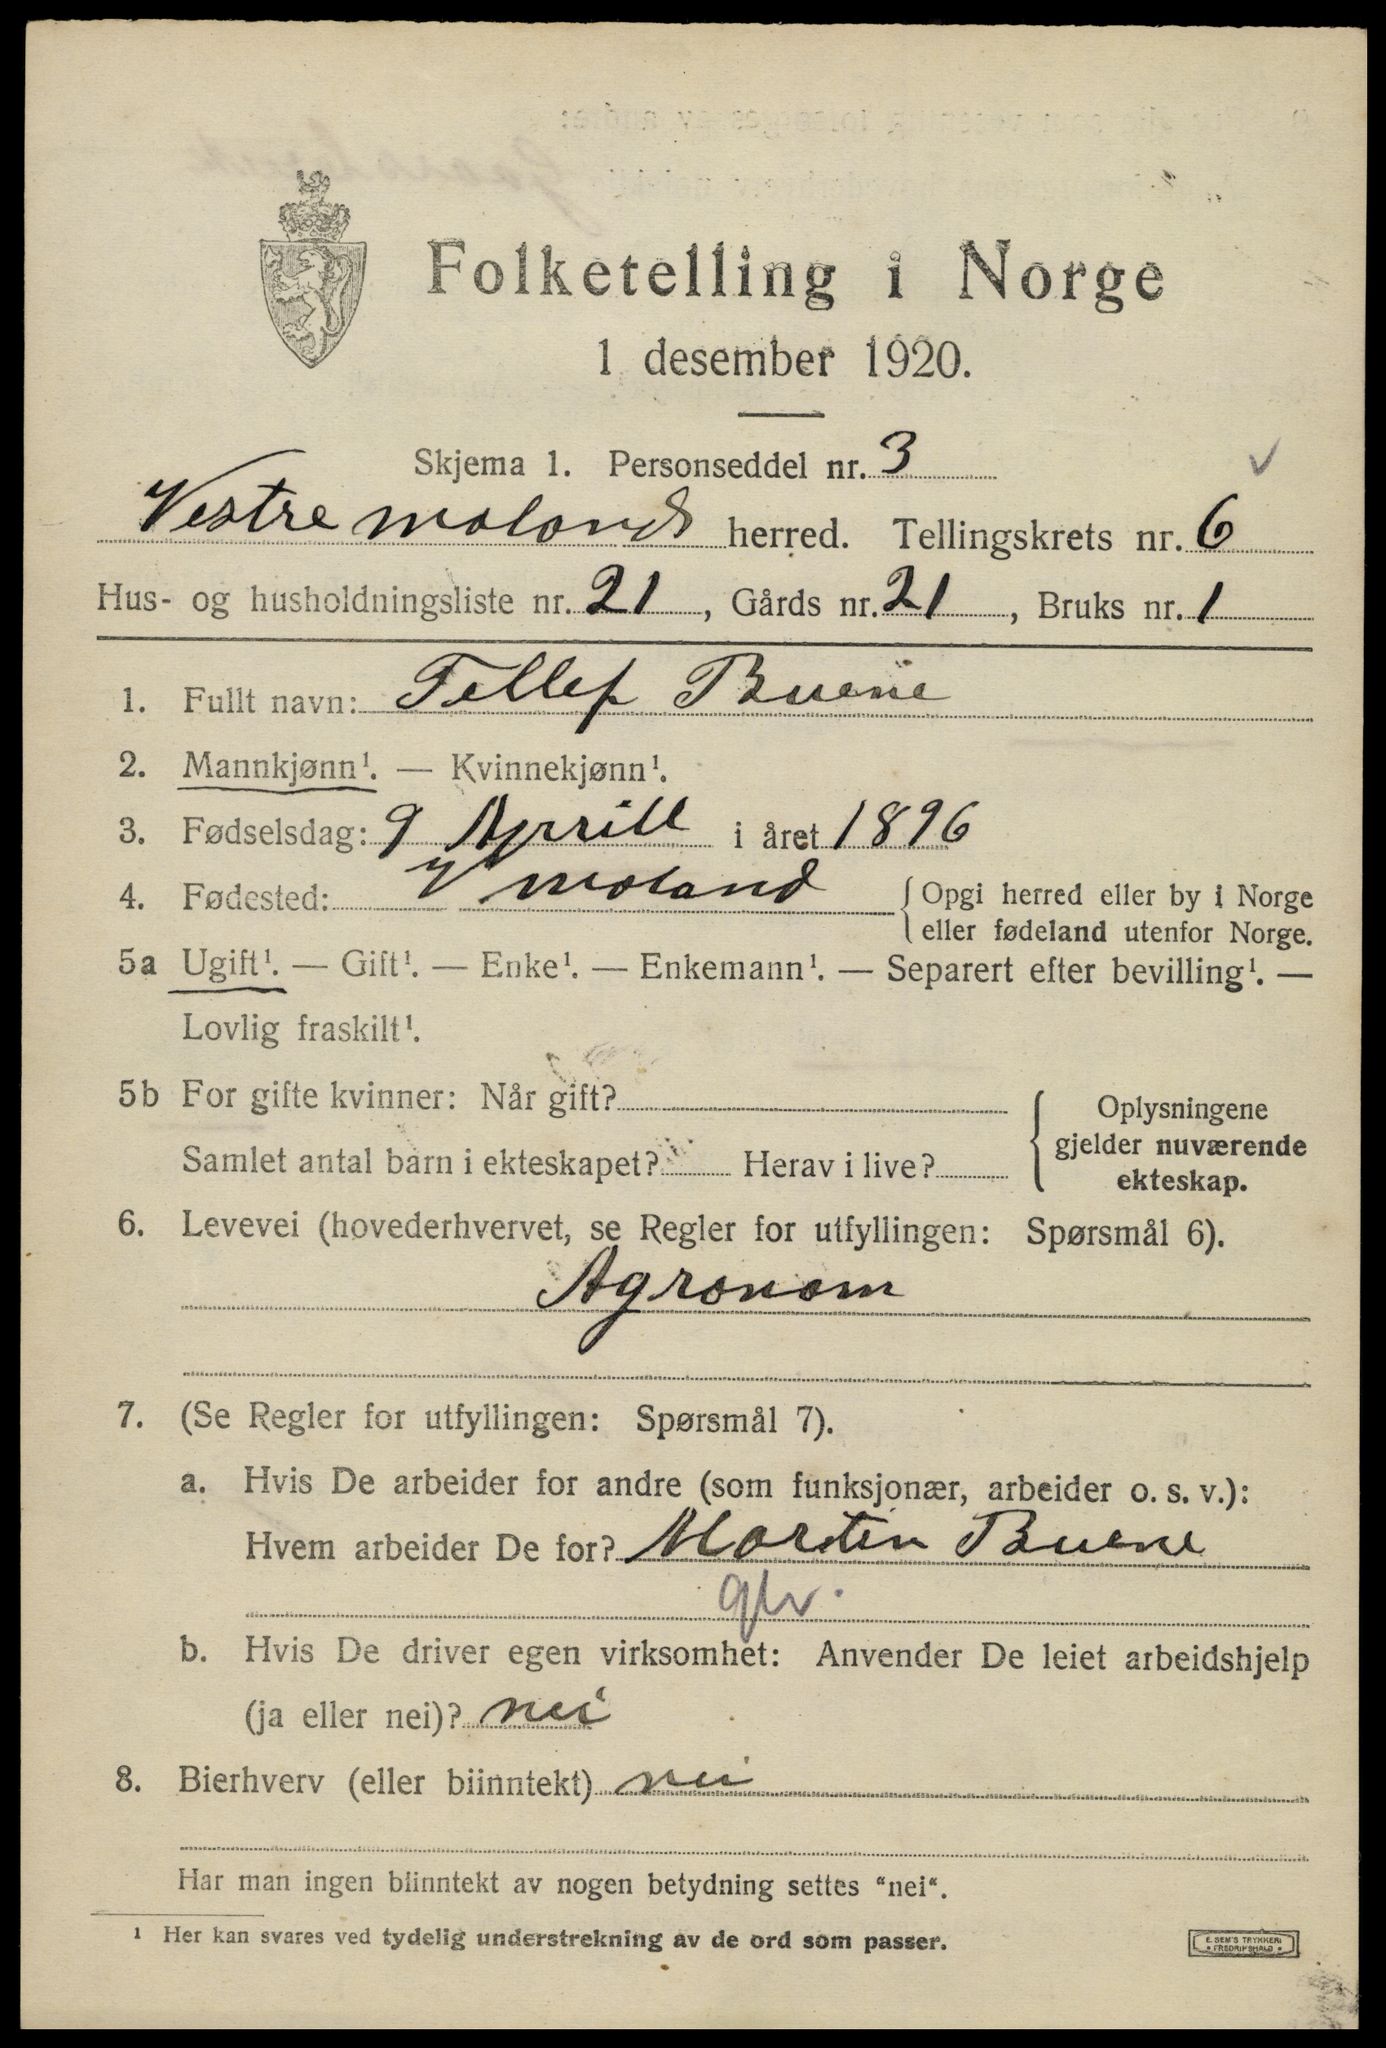 Folketelling i Norge
1 desember 1920.
Skjema 1. Personseddel nr. 3
Vestre moland herred. Tellingskrets nr. 6
Hus- og husholdningsliste nr. 21, Gårds nr. 21, Bruks nr. 1
1. Fullt navn: Tellef Buene
2. Mannkjønn¹. — Kvinnekjønn¹.
3. Fødselsdag: 9 Aprill i året 1896
4. Fødested: V moland {Opgi herred eller by i Norge
eller fødeland utenfor Norge.
5a Ugift¹. — Gift¹. — Enke¹. — Enkemann¹. — Separert efter bevilling¹. —
Lovlig fraskilt¹.
5b For gifte kvinner: Når gift?
Samlet antal barn i ekteskapet? Herav i live?
Oplysningene
gjelder nuværende
ekteskap.
6. Levevei (hovederhvervet, se Regler for utfyllingen: Spørsmål 6).
Agronom
7. (Se Regler for utfyllingen: Spørsmål 7).
a. Hvis De arbeider for andre (som funksjonær, arbeider o. s. v.):
Hvem arbeider De for? Martin Buene
b. Hvis De driver egen virksomhet: Anvender De leiet arbeidshjelp
(ja eller nei)? nei
8. Bierhverv (eller biinntekt) nei
Har man ingen biinntekt av nogen betydning settes "nei".
¹ Her kan svares ved tydelig understrekning av de ord som passer.
E. SEM'S TRYKKERI
FREDRIKSHALD